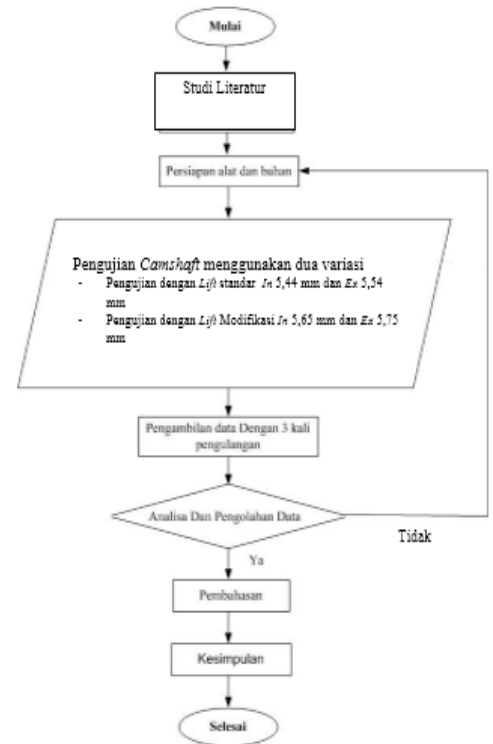 Mulai
Studi Literatur
Persiapan alat dan bahan
Pengujian Camshaft menggunakan dua variasi
- Pengujian dengan Lift standar In 5,44 mm dan Ex 5,54
mm
- Pengujian dengan Lift Modifikasi In 5,65 mm dan Ex 5,75
mm
Pengambilan data Dengan 3 kali
pengulangan
Analisa Dan Pengolahan Data
Tidak
Ya
Pembahasan
Kesimpulan
Selesai